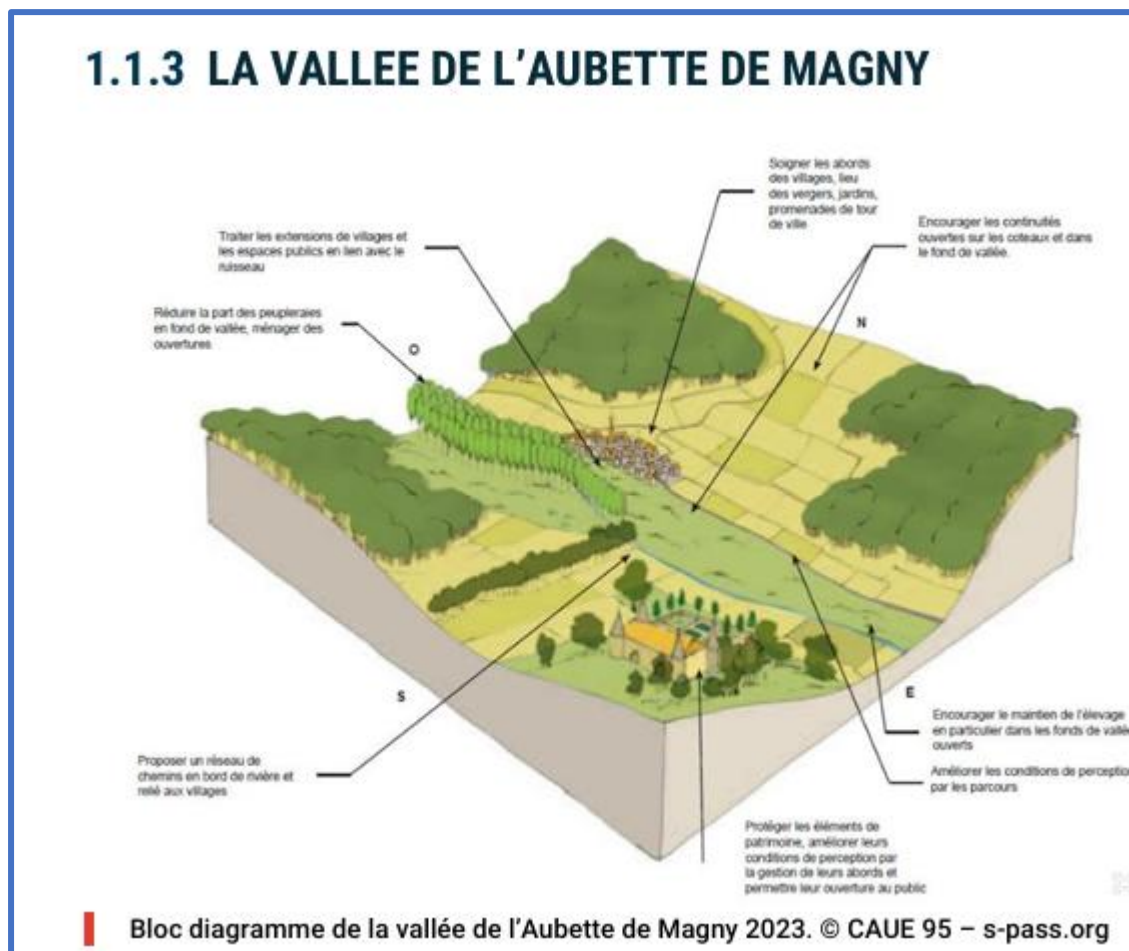 1.1.3 LA VALLEE DE L'AUBETTE DE MAGNY
Soigner les abords
des villages, lieu
des vergers, jardins,
promenades de tour
de ville
Traiter les extensions de villages et
les espaces publics en lien avec le
ruisseau
Encourager les continuités
ouvertes sur les coteaux et dans
le fond de vallée.
Réduire la part des peupleraies
en fond de vallée, ménager des
ouvertures
O
N
S
E
Proposer un réseau de
chemins en bord de rivière et
relié aux villages
Encourager le maintien de l'élevage
en particulier dans les fonds de vallée
ouverts
Améliorer les conditions de perception
par les parcours
Protéger les éléments de
patrimoine, améliorer leurs
conditions de perception par
la gestion de leurs abords et
permettre leur ouverture au public
Bloc diagramme de la vallée de l'Aubette de Magny 2023. © CAUE 95 – s-pass.org